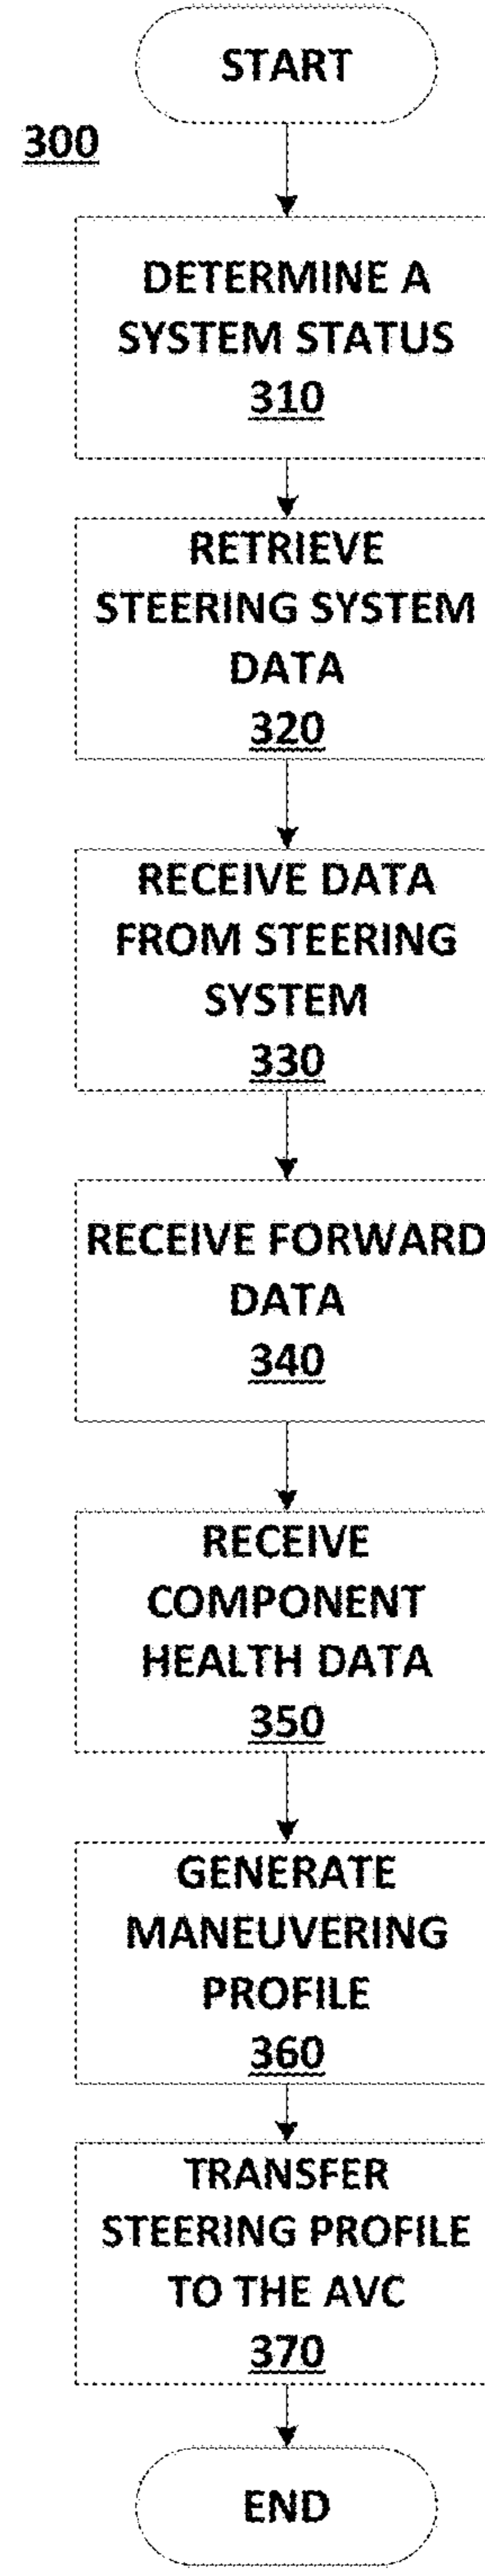 START
300
DETERMINE A
SYSTEM STATUS
310
RETRIEVE
STEERING SYSTEM
DATA
320
RECEIVE DATA
FROM STEERING
SYSTEM
330
RECEIVE FORWARD
DATA
340
RECEIVE
COMPONENT
HEALTH DATA
350
GENERATE
MANEUVERING
PROFILE
360
TRANSFER
STEERING PROFILE
TO THE AVC
370
END